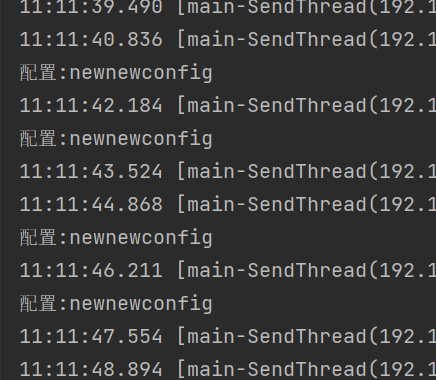 11:11:39.490 [main-SendThread(192.1
11:11:40.836 [main-SendThread(192.1
配置:newnewconfig
11:11:42.184 [main-SendThread(192.1
配置:newnewconfig
11:11:43.524 [main-SendThread(192.1
11:11:44.868 [main-SendThread(192.1
配置:newnewconfig
11:11:46.211 [main-SendThread(192.1
配置:newnewconfig
11:11:47.554 [main-SendThread(192.1
11:11:48.894 [main-SendThread(192.1